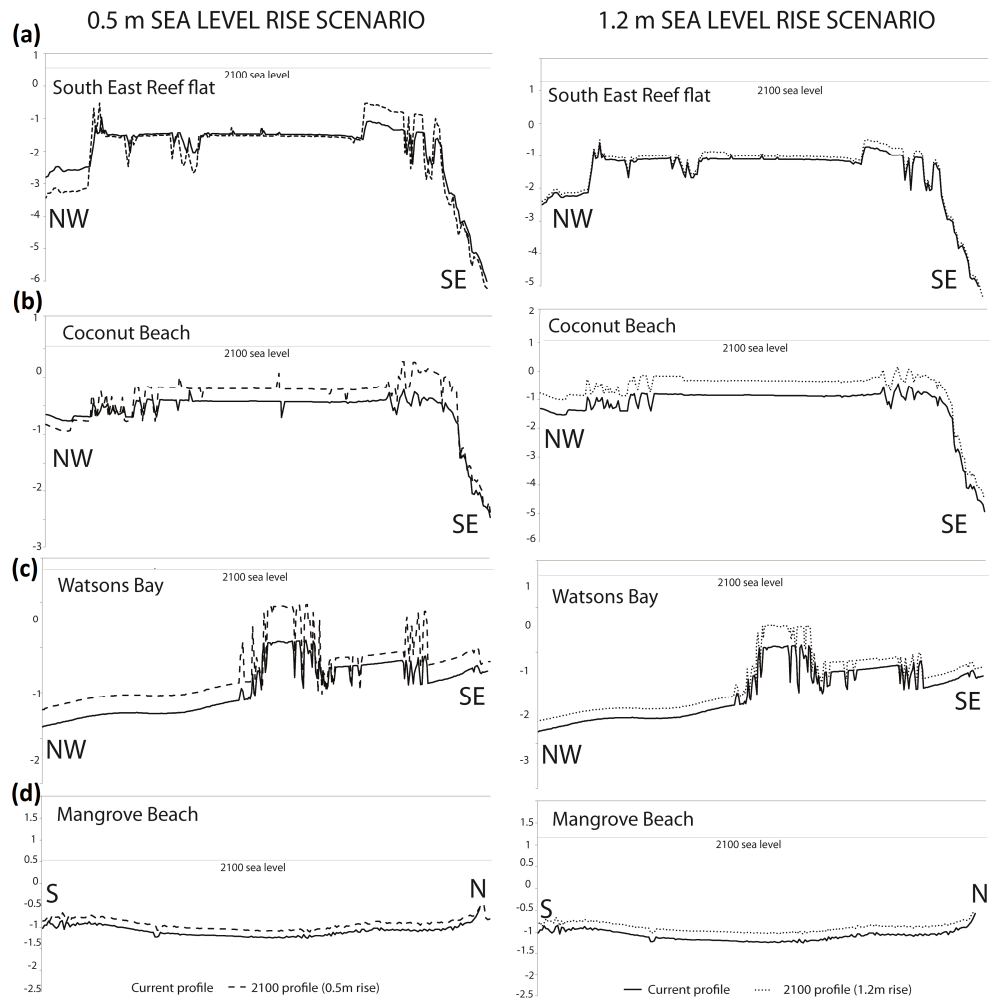 0.5 m SEA LEVEL RISE SCENARIO
1.2 m SEA LEVEL RISE SCENARIO
(a)
1
0
-1
-2
-3
-4
-5
-6
2100 sea level
South East Reef flat
NW
SE
1
0
-1
-2
-3
-4
-5
2100 sea level
South East Reef flat
NW
SE
(b)
1
0
-1
-2
-3
Coconut Beach
2100 sea level
NW
SE
2
1
0
-1
-2
-3
-4
-5
-6
Coconut Beach
2100 sea level
NW
SE
(c)
0
-1
-2
2100 sea level
Watsons Bay
NW
SE
1
0
-1
-2
-3
2100 sea level
Watsons Bay
NW
SE
(d)
1.5
1
0.5
0
-0.5
-1
-1.5
-2
-2.5
Mangrove Beach
2100 sea level
S
N
Current profile
2100 profile (0.5m rise)
1.5
1
0.5
0
-0.5
-1
-1.5
-2
-2.5
Mangrove Beach
2100 sea level
S
N
Current profile
2100 profile (1.2m rise)